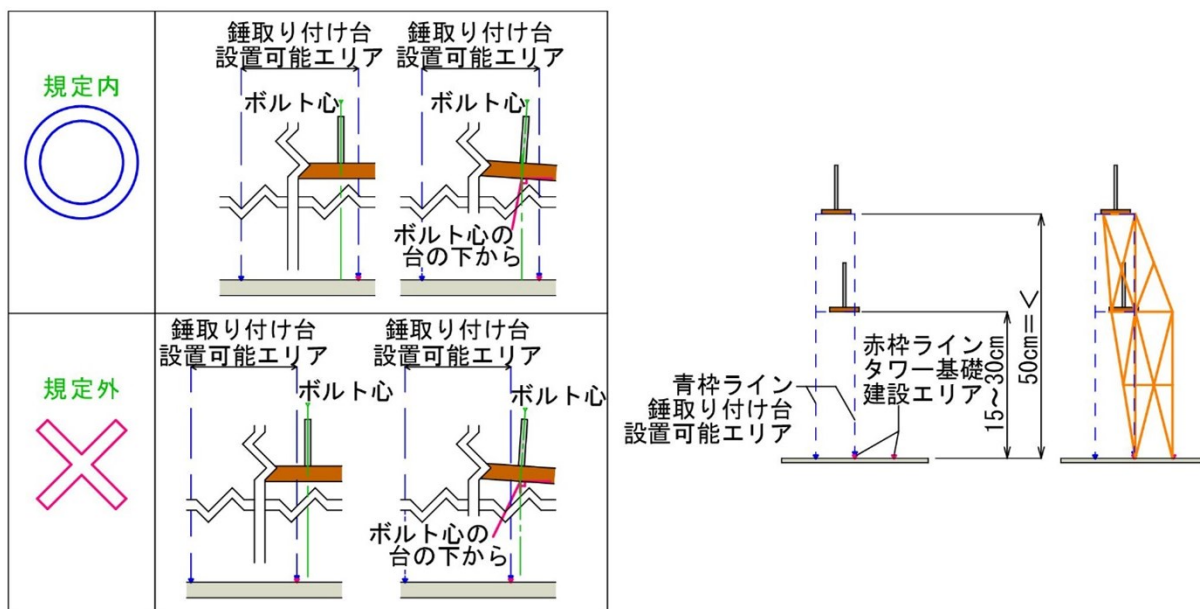 規定内
錘取り付け台
設置可能エリア
ボルト心
ボルト心の
台の下から
錘取り付け台
設置可能エリア
ボルト心
規定外
錘取り付け台
設置可能エリア
ボルト心
錘取り付け台
設置可能エリア
ボルト心
ボルト心の
台の下から
青枠ライン
錘取り付け台
設置可能エリア
赤枠ライン
タワー基礎
建設エリア
15～30cm
50cm=<